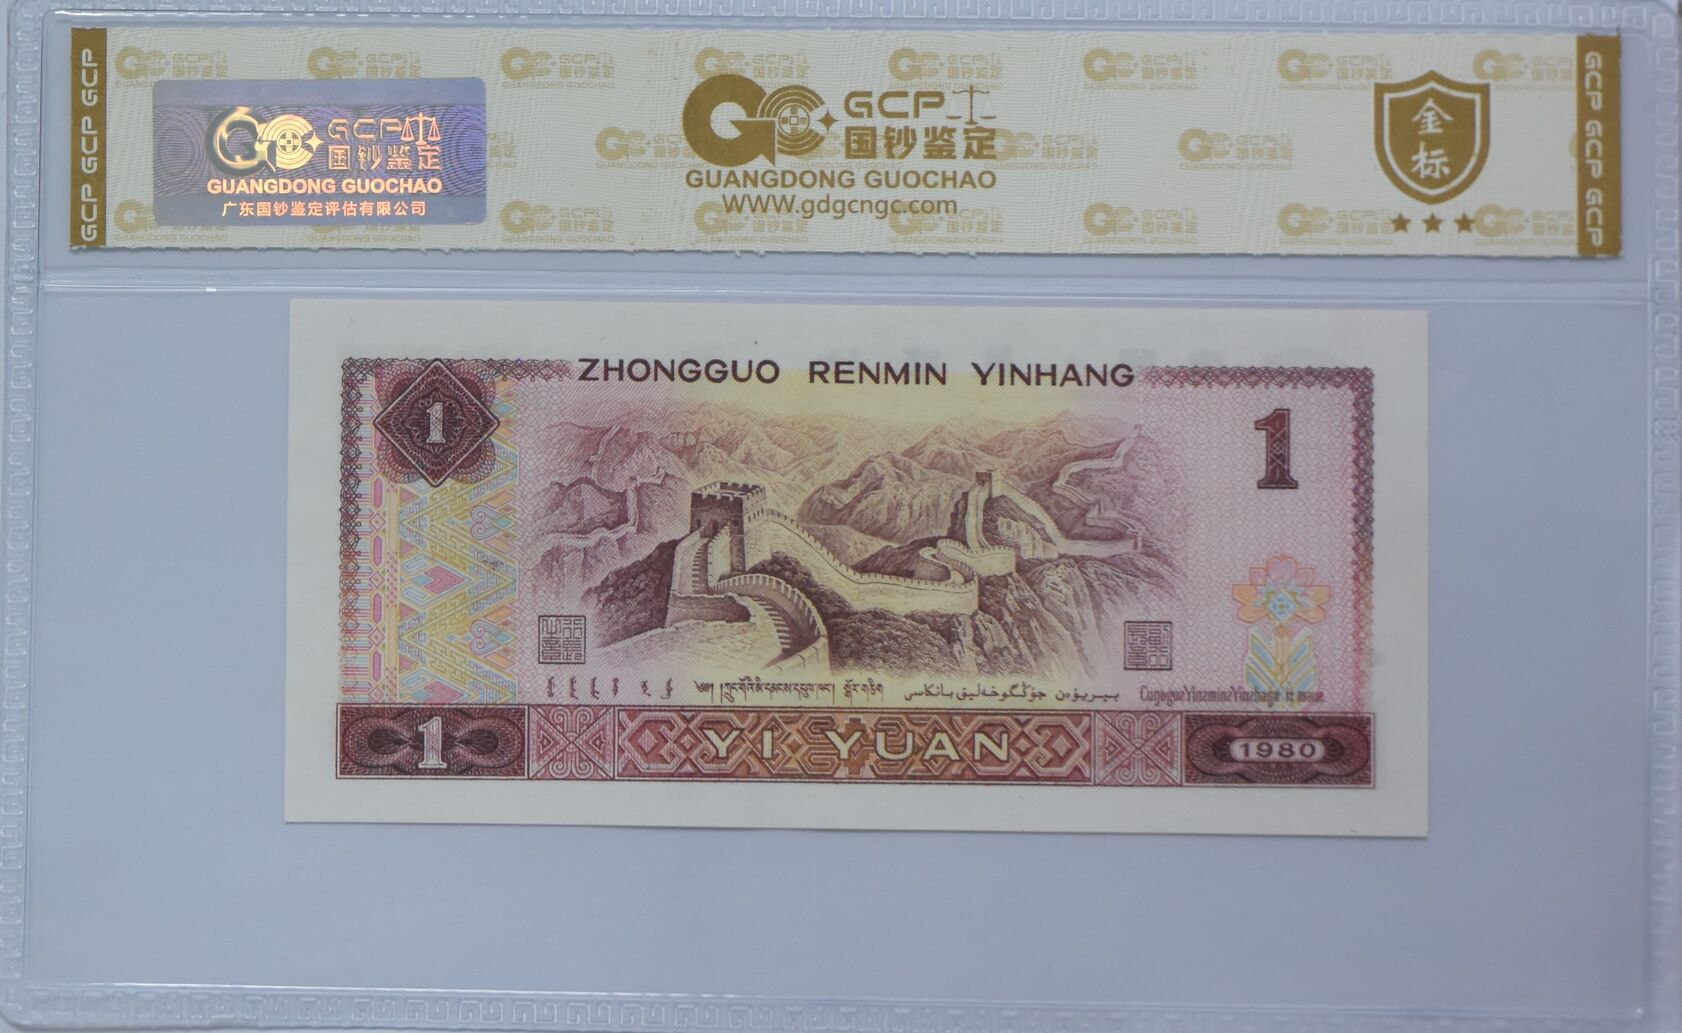 GCP GCP GCP
GCP
国钞鉴定
GUANGDONG GUOCHAO
广东国钞鉴定评估有限公司
GCP
国钞鉴定
GUANGDONG GUOCHAO
WWW.gdgcngc.com
金标
GCP GCP GCP
ZHONGGUO RENMIN YINHANG
1
1
1
YI YUAN
1980